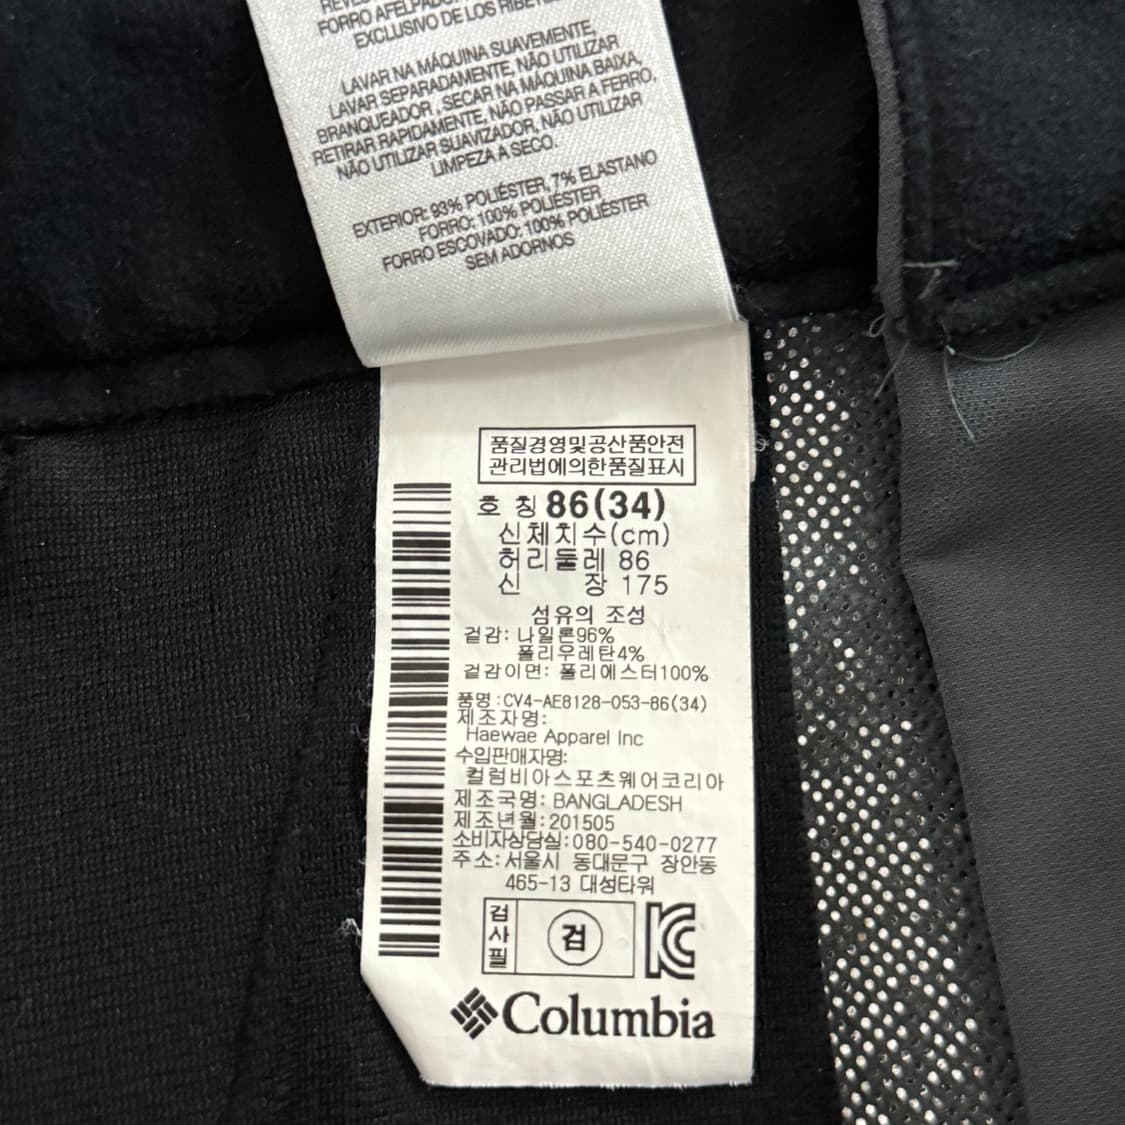 FORRO AFELPADO
EXCLUSIVO DE LOS RIBETE
LAVAR NA MÁQUINA SUAVEMENTE,
LAVAR SEPARADAMENTE, NÃO UTILIZAR
BRANQUEADOR , SECAR NA MÁQUINA BAIXA,
RETIRAR RAPIDAMENTE, NÃO PASSAR A FERRO,
NÃO UTILIZAR SUAVIZADOR, NÃO UTILIZAR
LIMPEZA A SECO.
EXTERIOR: 93% POLIÉSTER, 7% ELASTANO
FORRO: 100% POLIÉSTER
FORRO ESCOVADO: 100% POLIÉSTER
SEM ADORNOS
품질경영및공산품안전
관리법에의한품질표시
호 칭 86(34)
신체치수(cm)
허리둘레 86
신 장 175
섬유의 조성
겉감: 나일론96%
폴리우레탄4%
겉감이면: 폴리에스터100%
품명:CV4-AE8128-053-86(34)
제조자명:
Haewae Apparel Inc
수입판매자명:
컬럼비아스포츠웨어코리아
제조국명: BANGLADESH
제조년월:201505
소비자상담실:080-540-0277
주소:서울시 동대문구 장안동
465-13 대성타워
검사필 검 KC
Columbia